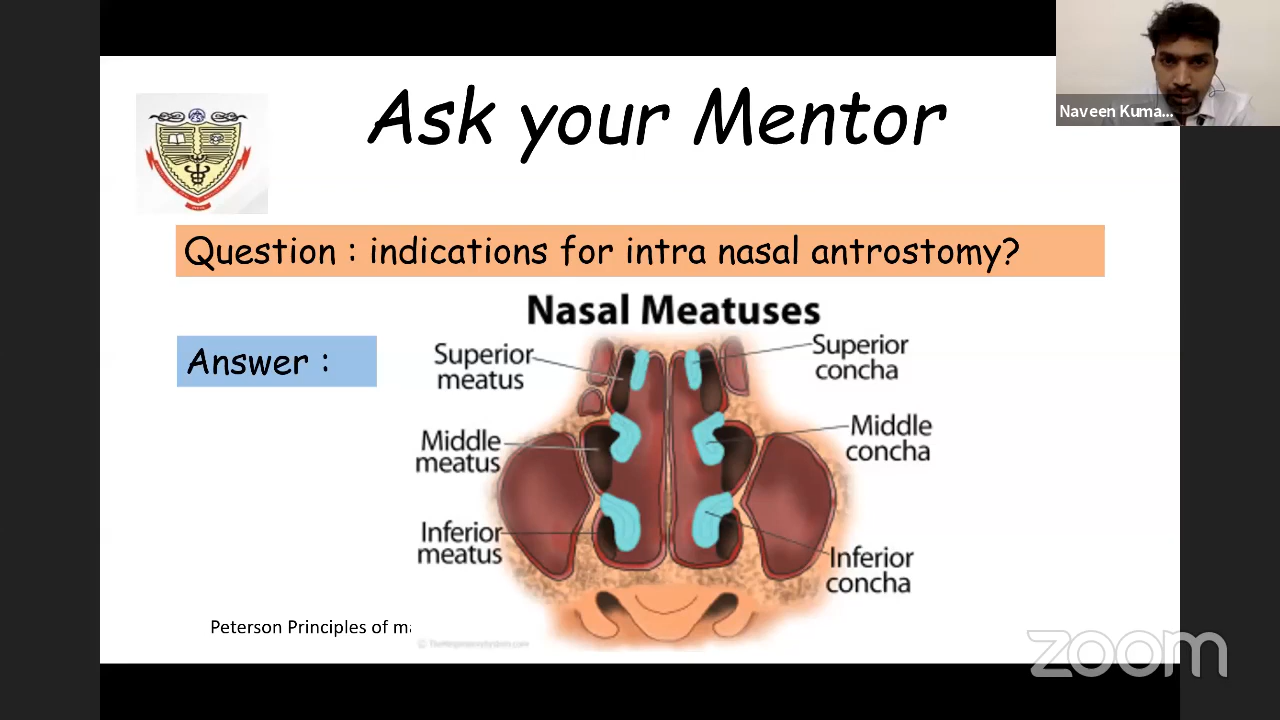 Ask your Mentor
Naveen Kuma...
Question : indications for intra nasal antrostomy?
Answer :
Nasal Meatuses
Superior
meatus
Superior
concha
Middle
meatus
Middle
concha
Inferior
meatus
Inferior
concha
Peterson Principles of ma
zoom